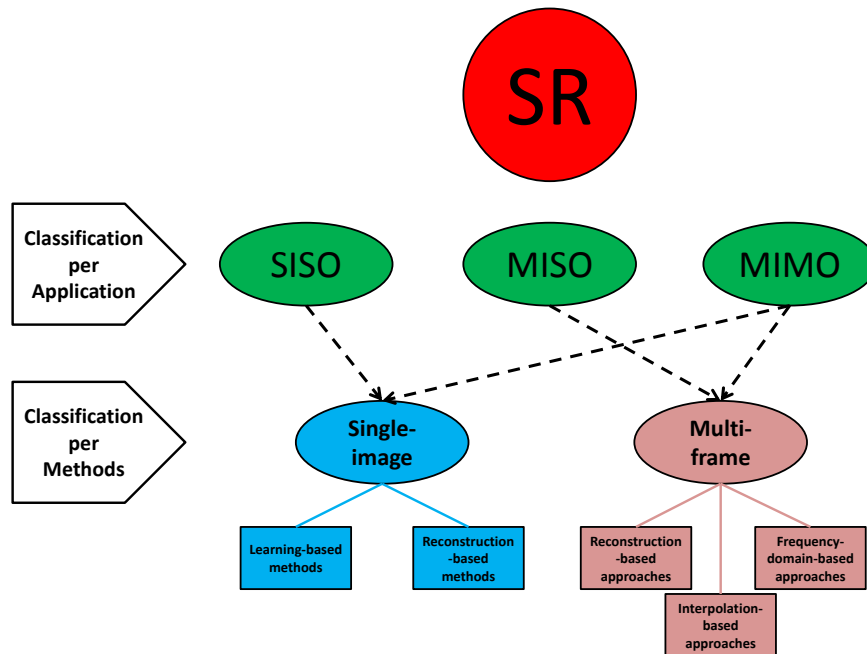 SR
Classification
per
Application
SISO
MISO
MIMO
Classification
per
Methods
Single-
image
Multi-
frame
Learning-based
methods
Reconstruction
-based
methods
Reconstruction
-based
approaches
Interpolation-
based
approaches
Frequency-
domain-based
approaches